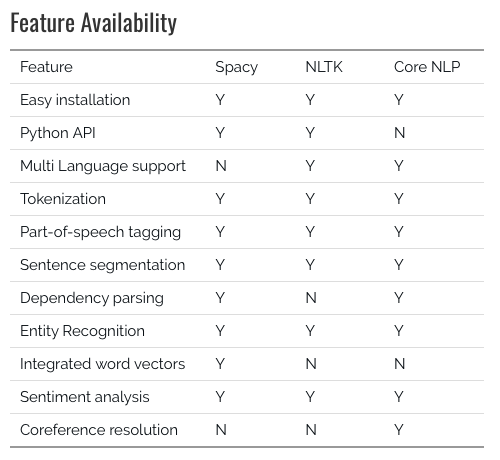 Feature Availability
Feature Spacy NLTK Core NLP
Easy installation Y Y Y
Python API Y Y N
Multi Language support N Y Y
Tokenization Y Y Y
Part-of-speech tagging Y Y Y
Sentence segmentation Y Y Y
Dependency parsing Y N Y
Entity Recognition Y Y Y
Integrated word vectors Y N N
Sentiment analysis Y Y Y
Coreference resolution N N Y